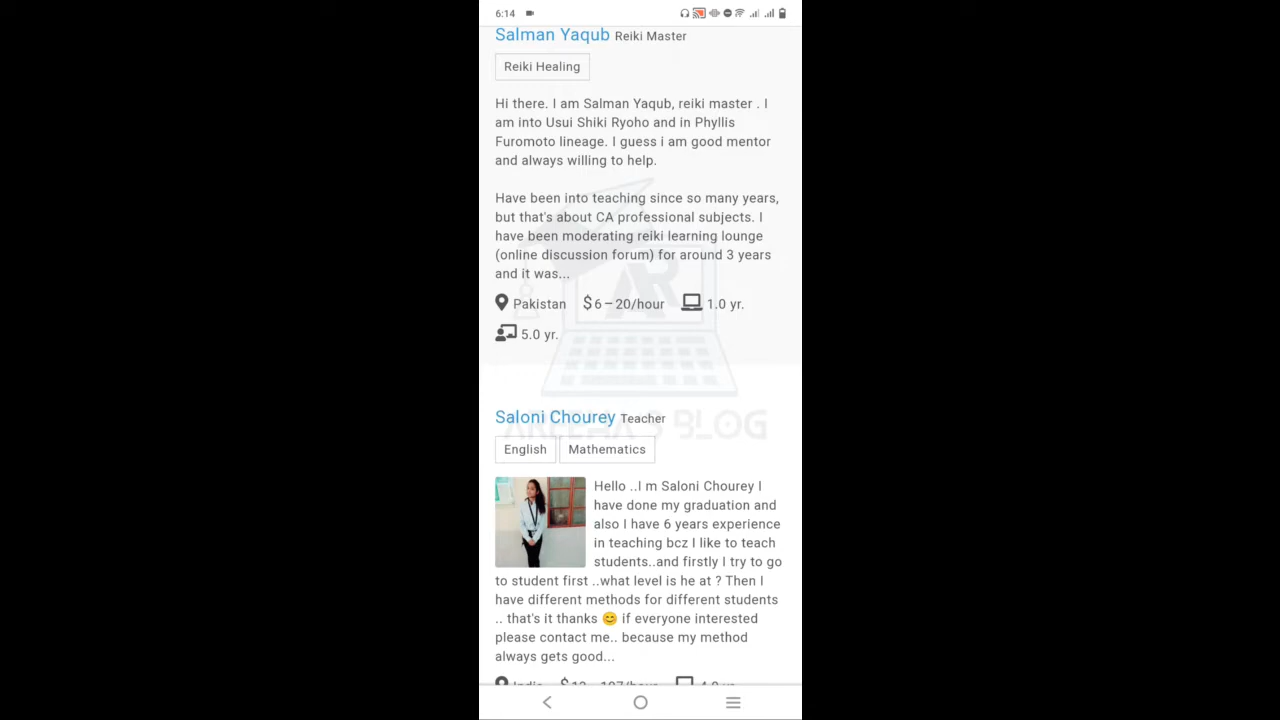 6:14
Salman Yaqub Reiki Master
Reiki Healing
Hi there. I am Salman Yaqub, reiki master . I
am into Usui Shiki Ryoho and in Phyllis
Furomoto lineage. I guess i am good mentor
and always willing to help.
Have been into teaching since so many years,
but that's about CA professional subjects. I
have been moderating reiki learning lounge
(online discussion forum) for around 3 years
and it was...
Pakistan $6–20/hour 1.0 yr.
5.0 yr.
Saloni Chourey Teacher
AREEHA'S BLOG
English Mathematics
Hello ..I m Saloni Chourey I
have done my graduation and
also I have 6 years experience
in teaching bcz I like to teach
students..and firstly I try to go
to student first ..what level is he at ? Then I
have different methods for different students
.. that's it thanks 😊 if everyone interested
please contact me.. because my method
always gets good...
India